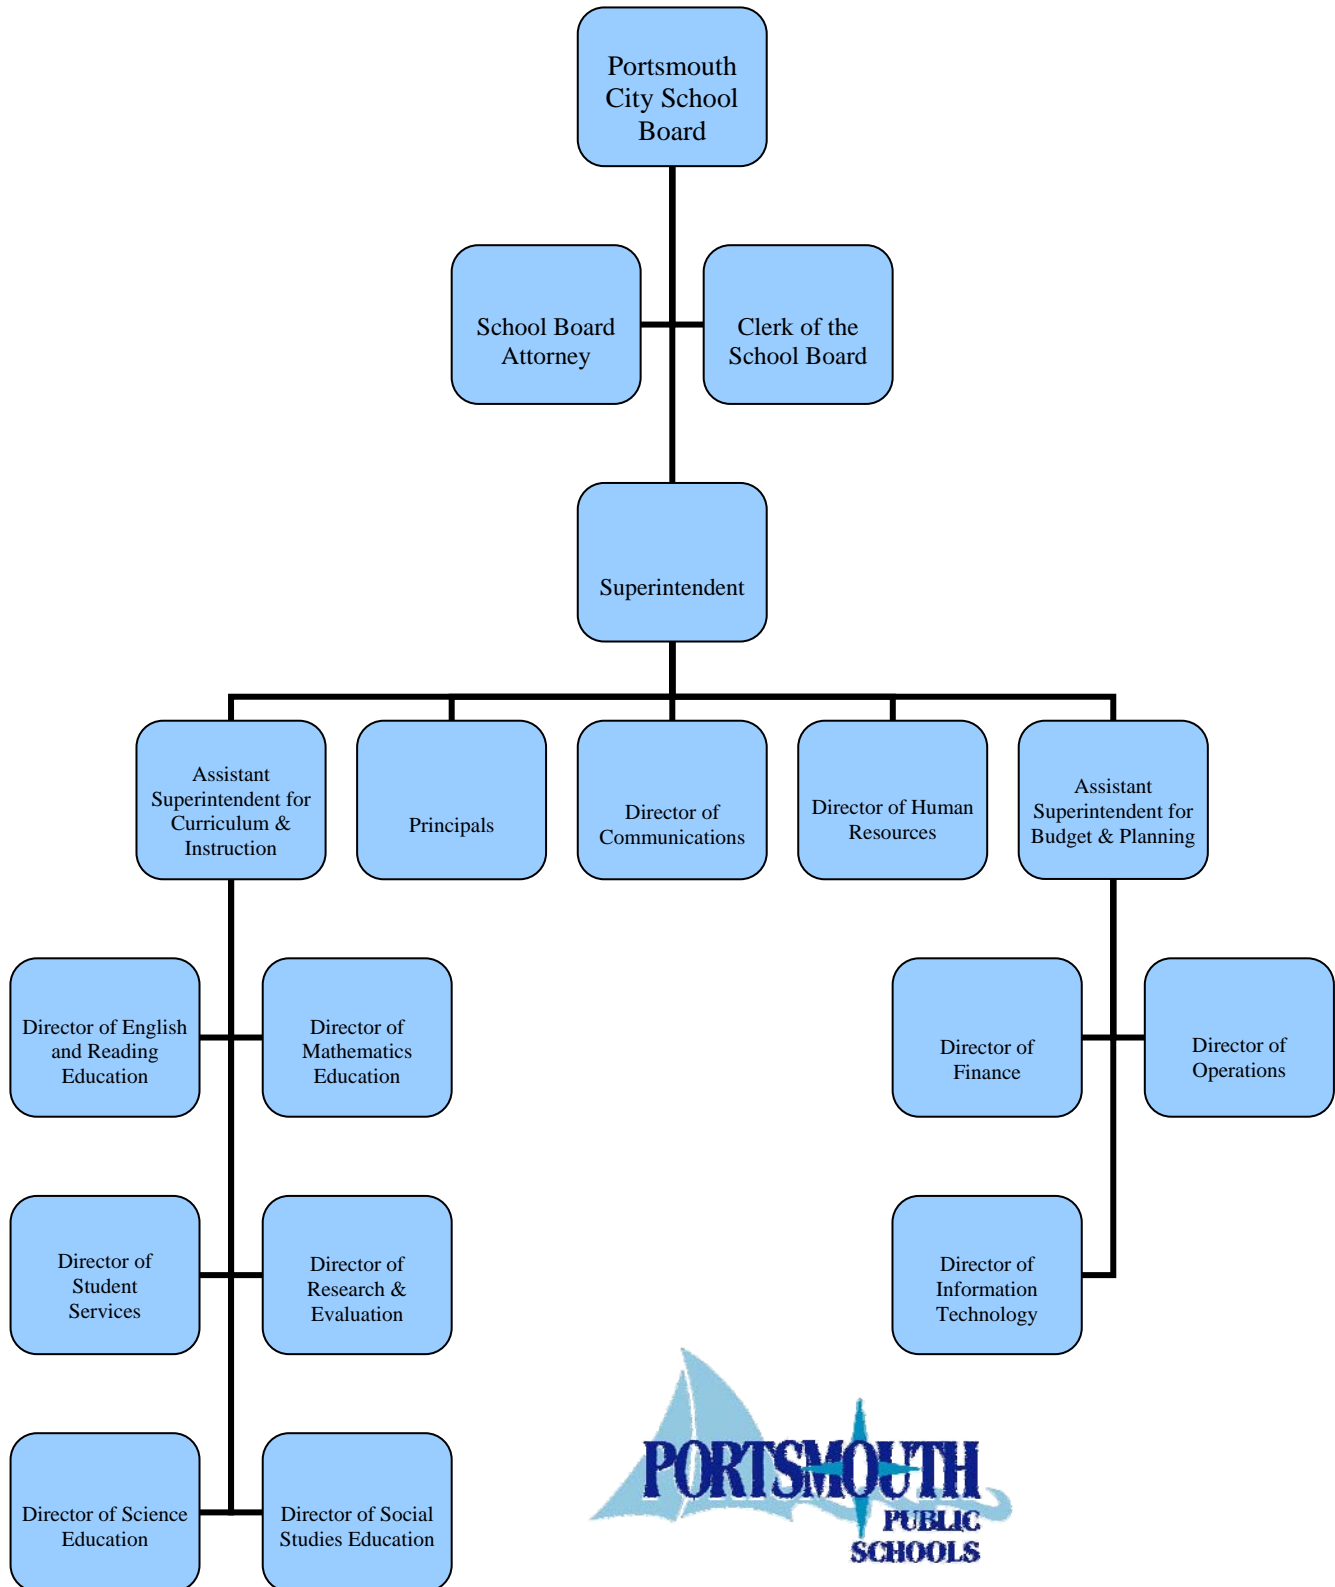 Portsmouth
City School
Board
School Board
Attorney
Clerk of the
School Board
Superintendent
Assistant
Superintendent for
Curriculum &
Instruction
Principals
Director of
Communications
Director of Human
Resources
Assistant
Superintendent for
Budget & Planning
Director of English
and Reading
Education
Director of
Mathematics
Education
Director of
Finance
Director of
Operations
Director of
Student
Services
Director of
Research &
Evaluation
Director of
Information
Technology
Director of Science
Education
Director of Social
Studies Education
PORTSMOUTH
PUBLIC
SCHOOLS